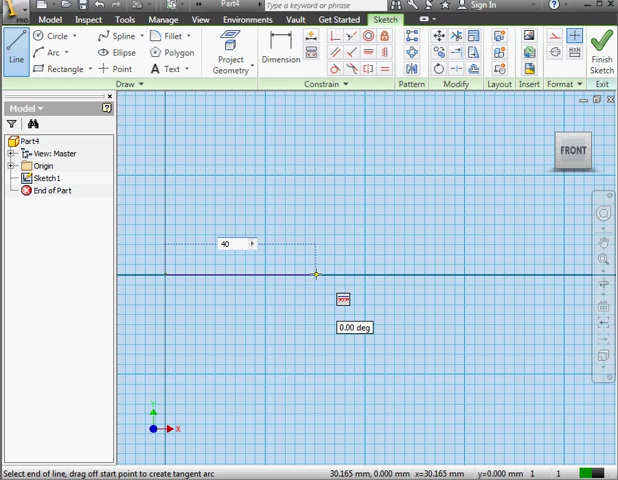 Part4
Type a keyword or phrase
Sign In
PRO
Model Inspect Tools Manage View Environments Vault Get Started Sketch
Line
Circle
Spline
Fillet
Arc
Ellipse
Polygon
Rectangle
Point
Text
Project
Geometry
Dimension
Finish
Sketch
Draw
Constrain
Pattern
Modify
Layout
Insert
Format
Exit
Model
Part4
View: Master
Origin
Sketch1
End of Part
FRONT
40
0.00 deg
Y
X
Select end of line, drag off start point to create tangent arc
30.165 mm, 0.000 mm
x=30.165 mm
y=0.000 mm
1
1